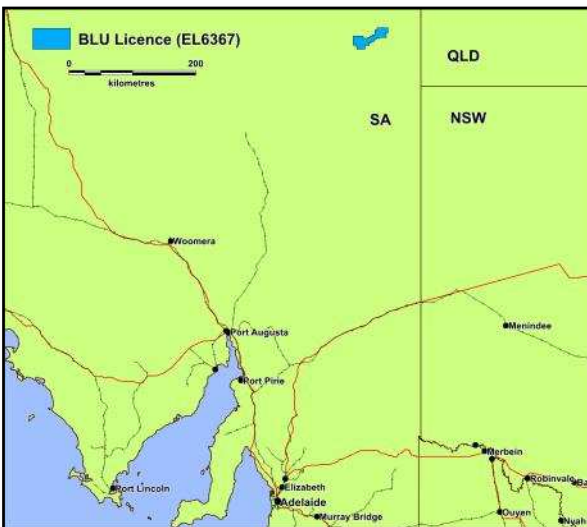 BLU Licence (EL6367)
0 200
kilometres
QLD
SA NSW
Woomera
Port Augusta
Menindee
Port Pirie
Merbein
Robinvale
Elizabeth
Port Lincoln
Adelaide
Ouyen
Murray Bridge